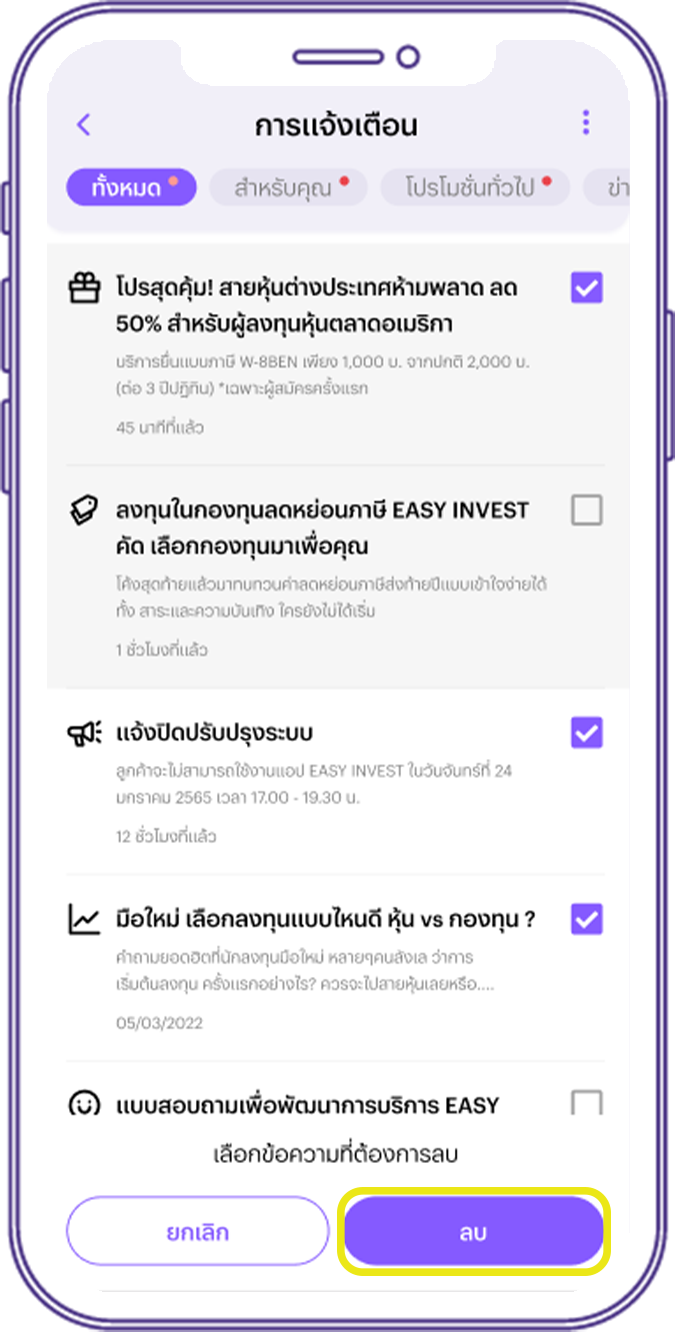 การแจ้งเตือน
ทั้งหมด
สำหรับคุณ
โปรโมชั่นทั่วไป
ข่า
โปรสุดคุ้ม! สายหุ้นต่างประเทศห้ามพลาด ลด
50% สำหรับผู้ลงทุนหุ้นตลาดอเมริกา
บริการยื่นแบบภาษี W-8BEN เพียง 1,000 บ. จากปกติ 2,000 บ.
(ต่อ 3 ปีปฏิทิน) *เฉพาะผู้สมัครครั้งแรก
45 นาทีที่แล้ว
ลงทุนในกองทุนลดหย่อนภาษี EASY INVEST
คัด เลือกกองทุนมาเพื่อคุณ
โค้งสุดท้ายแล้วมาทบทวนค่าลดหย่อนภาษีส่งท้ายปีแบบเข้าใจง่ายได้
ทั้ง สาระและความบันเทิง ใครยังไม่ได้เริ่ม
1 ชั่วโมงที่แล้ว
แจ้งปิดปรับปรุงระบบ
ลูกค้าจะไม่สามารถใช้งานแอป EASY INVEST ในวันจันทร์ที่ 24
มกราคม 2565 เวลา 17.00 - 19.30 น.
12 ชั่วโมงที่แล้ว
มือใหม่ เลือกลงทุนแบบไหนดี หุ้น vs กองทุน ?
คำถามยอดฮิตที่นักลงทุนมือใหม่ หลายๆคนลังเล ว่าการ
เริ่มต้นลงทุน ครั้งแรกอย่างไร? ควรจะไปสายหุ้นเลยหรือ....
05/03/2022
แบบสอบถามเพื่อพัฒนาการบริการ EASY
เลือกข้อความที่ต้องการลบ
ยกเลิก
ลบ